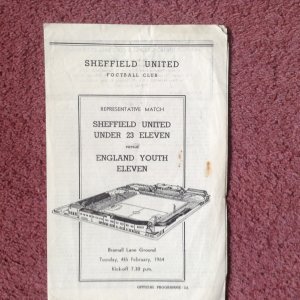 SHEFFIELD UNITED
FOOTBALL CLUB
REPRESENTATIVE MATCH
SHEFFIELD UNITED
UNDER 23 ELEVEN
versus
ENGLAND YOUTH
ELEVEN
Bramall Lane Ground
Tuesday, 4th February, 1964
Kick-off 7.30 p.m.
OFFICIAL PROGRAMME